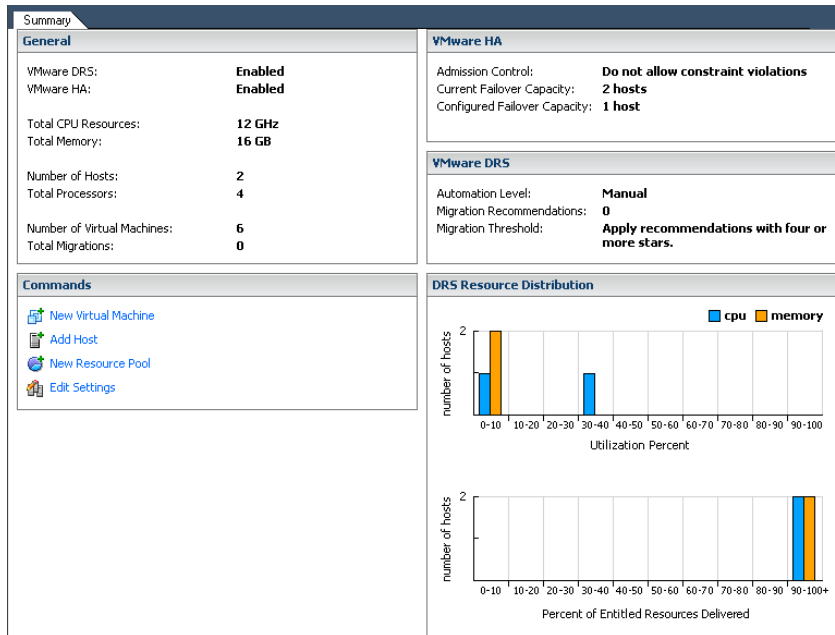 Summary
General
VMware DRS: Enabled
VMware HA: Enabled
Total CPU Resources: 12 GHz
Total Memory: 16 GB
Number of Hosts: 2
Total Processors: 4
Number of Virtual Machines: 6
Total Migrations: 0
Commands
New Virtual Machine
Add Host
New Resource Pool
Edit Settings
VMware HA
Admission Control: Do not allow constraint violations
Current Failover Capacity: 2 hosts
Configured Failover Capacity: 1 host
VMware DRS
Automation Level: Manual
Migration Recommendations: 0
Migration Threshold: Apply recommendations with four or
more stars.
DRS Resource Distribution
cpu memory
2
number of hosts
0-10 10-20 20-30 30-40 40-50 50-60 60-70 70-80 80-90 90-100
Utilization Percent
2
number of hosts
0-10 10-20 20-30 30-40 40-50 50-60 60-70 70-80 80-90 90-100+
Percent of Entitled Resources Delivered